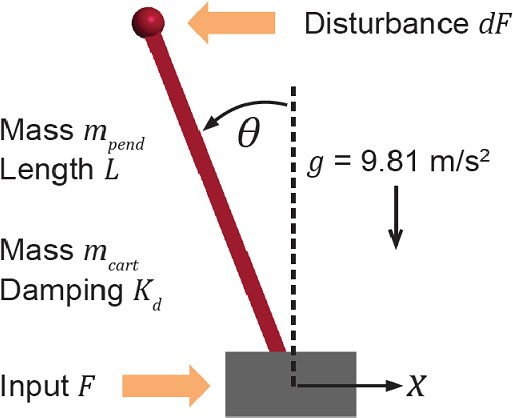 Disturbance dF
θ
Mass m_pend
Length L
g = 9.81 m/s²
Mass m_cart
Damping K_d
Input F
X